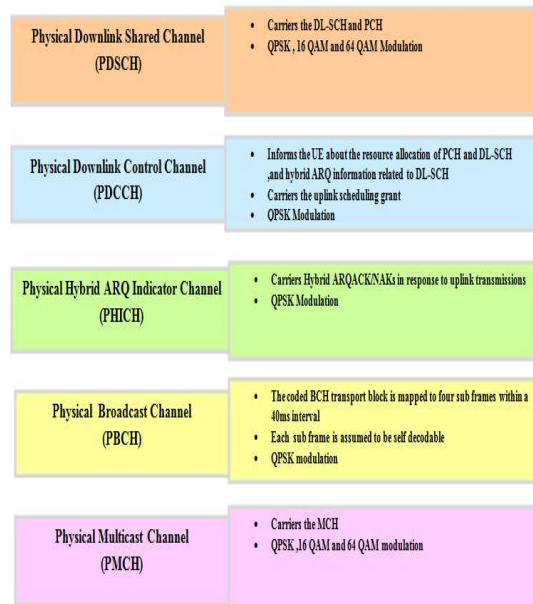 Physical Downlink Shared Channel
(PDSCH)
• Carriers the DL-SCH and PCH
• QPSK , 16 QAM and 64 QAM Modulation
Physical Downlink Control Channel
(PDCCH)
• Informs the UE about the resource allocation of PCH and DL-SCH
,and hybrid ARQ information related to DL-SCH
• Carriers the uplink scheduling grant
• QPSK Modulation
Physical Hybrid ARQ Indicator Channel
(PHICH)
• Carriers Hybrid ARQACK/NAKs in response to uplink transmissions
• QPSK Modulation
Physical Broadcast Channel
(PBCH)
• The coded BCH transport block is mapped to four sub frames within a
40ms interval
• Each sub frame is assumed to be self decodable
• QPSK modulation
Physical Multicast Channel
(PMCH)
• Carriers the MCH
• QPSK ,16 QAM and 64 QAM modulation